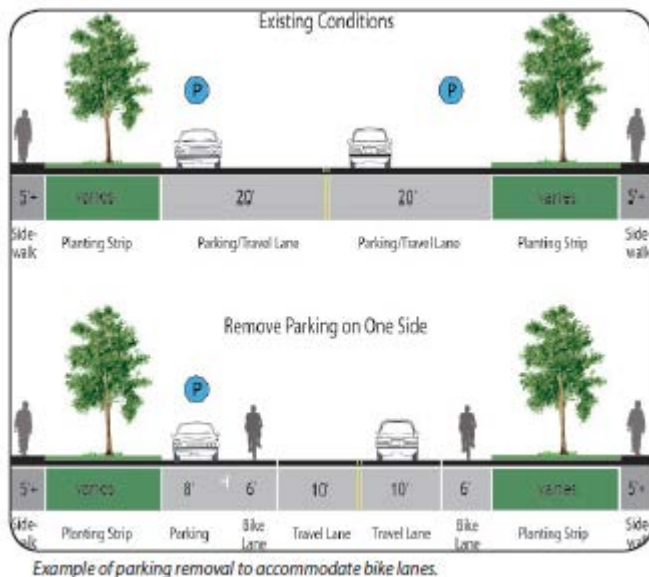 Existing Conditions
P P
5'+ varies 20' 20' varies 5'+
Side-walk Planting Strip Parking/Travel Lane Parking/Travel Lane Planting Strip Side-walk
Remove Parking on One Side
P
5'+ varies 8' 6' 10' 10' 6' varies 5'+
Side-walk Planting Strip Parking Bike Lane Travel Lane Travel Lane Bike Lane Planting Strip Side-walk
Example of parking removal to accommodate bike lanes.